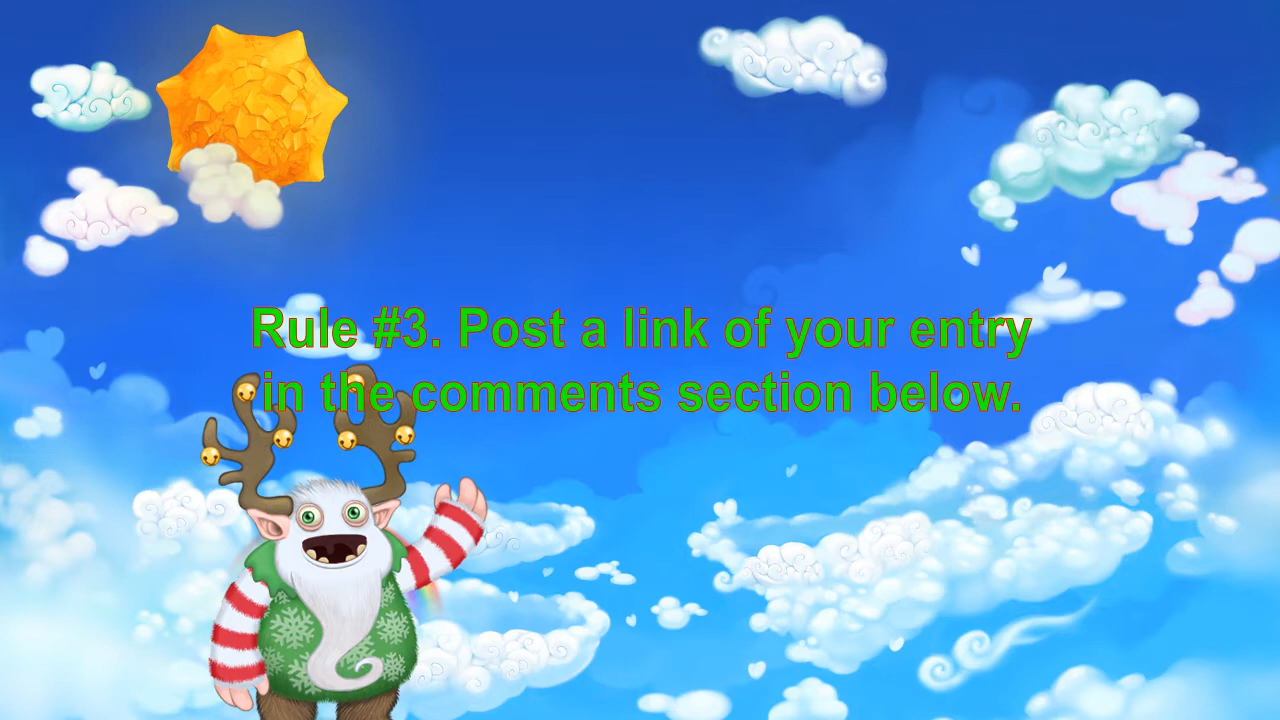 Rule #3. Post a link of your entry
in the comments section below.